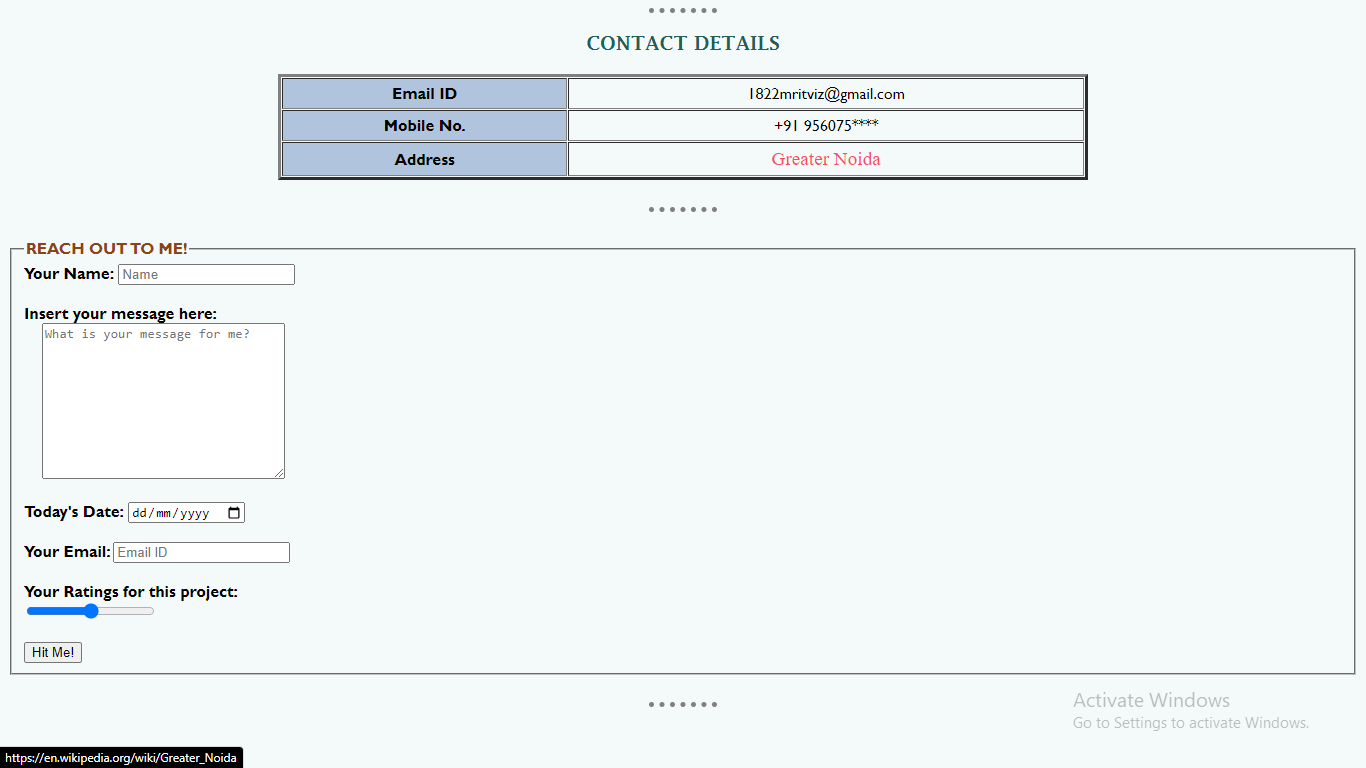 CONTACT DETAILS
Email ID 1822mritviz@gmail.com
Mobile No. +91 956075****
Address Greater Noida
REACH OUT TO ME!
Your Name: Name
Insert your message here:
What is your message for me?
Today's Date: dd/mm/yyyy
Your Email: Email ID
Your Ratings for this project:
Hit Me!
Activate Windows
Go to Settings to activate Windows.
https://en.wikipedia.org/wiki/Greater_Noida